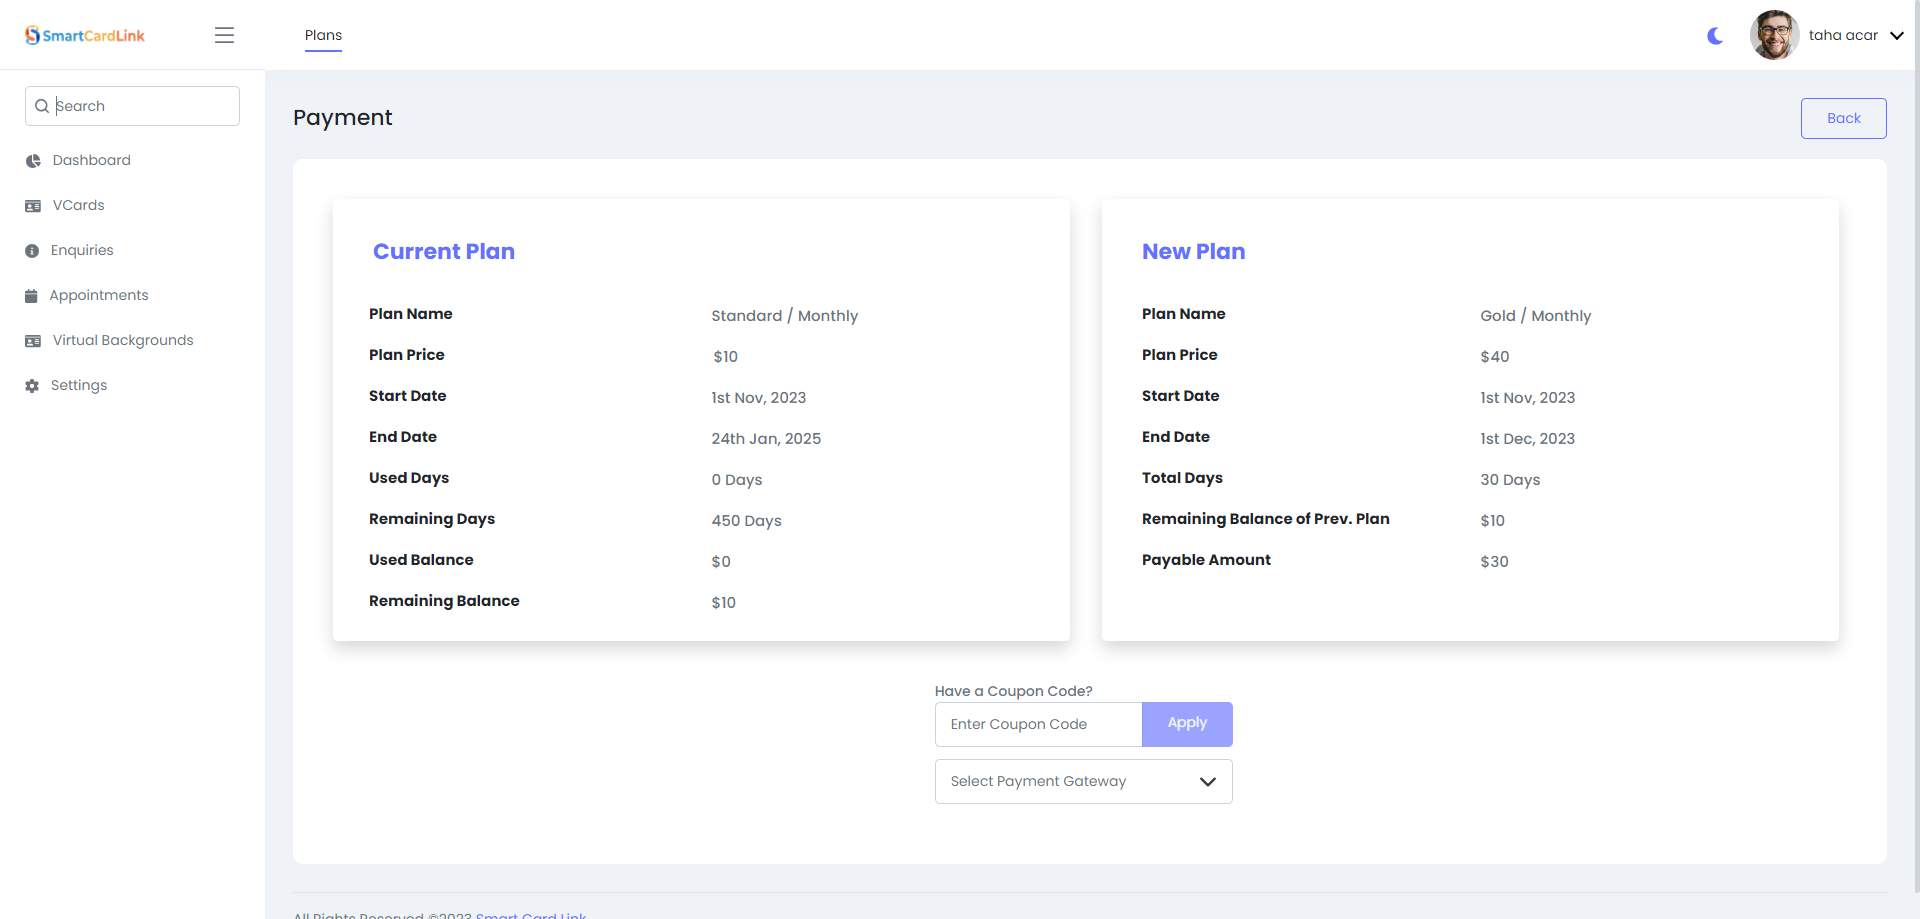 SmartCardLink
Plans
taha acar
Search
Dashboard
VCards
Enquiries
Appointments
Virtual Backgrounds
Settings
Payment
Back
Current Plan
Plan Name Standard / Monthly
Plan Price $10
Start Date 1st Nov, 2023
End Date 24th Jan, 2025
Used Days 0 Days
Remaining Days 450 Days
Used Balance $0
Remaining Balance $10
New Plan
Plan Name Gold / Monthly
Plan Price $40
Start Date 1st Nov, 2023
End Date 1st Dec, 2023
Total Days 30 Days
Remaining Balance of Prev. Plan $10
Payable Amount $30
Have a Coupon Code?
Enter Coupon Code Apply
Select Payment Gateway
All Rights Reserved ©2023 Smart Card Link